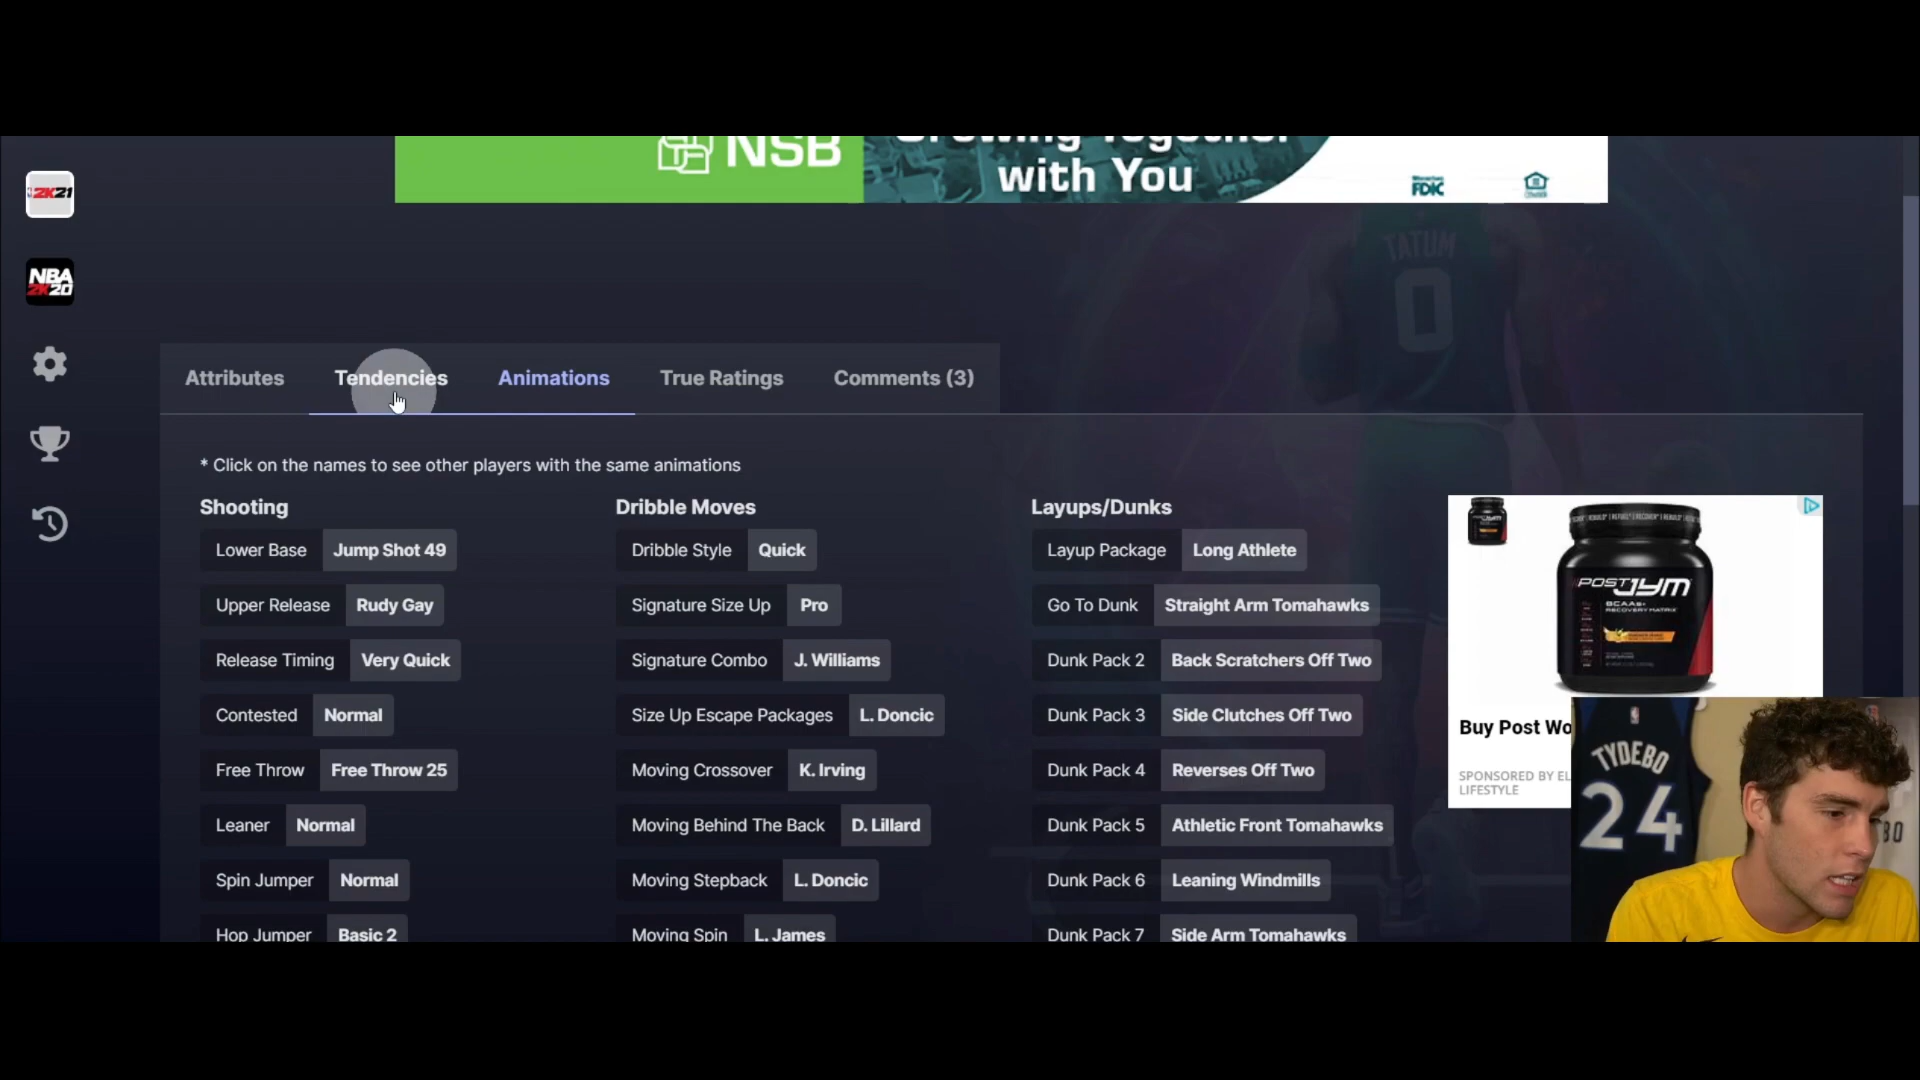 NSB
Growing Together
with You
FDIC
2K21
NBA
2K20
TATUM
0
Attributes
Tendencies
Animations
True Ratings
Comments (3)
* Click on the names to see other players with the same animations
Shooting
Lower Base Jump Shot 49
Upper Release Rudy Gay
Release Timing Very Quick
Contested Normal
Free Throw Free Throw 25
Leaner Normal
Spin Jumper Normal
Hop Jumper Basic 2
Dribble Moves
Dribble Style Quick
Signature Size Up Pro
Signature Combo J. Williams
Size Up Escape Packages L. Doncic
Moving Crossover K. Irving
Moving Behind The Back D. Lillard
Moving Stepback L. Doncic
Moving Spin L. James
Layups/Dunks
Layup Package Long Athlete
Go To Dunk Straight Arm Tomahawks
Dunk Pack 2 Back Scratchers Off Two
Dunk Pack 3 Side Clutches Off Two
Dunk Pack 4 Reverses Off Two
Dunk Pack 5 Athletic Front Tomahawks
Dunk Pack 6 Leaning Windmills
Dunk Pack 7 Side Arm Tomahawks
POST JYM
BCAAs+
RECOVERY MATRIX
Buy Post Wo
SPONSORED BY EL
LIFESTYLE
TYDEBO
24